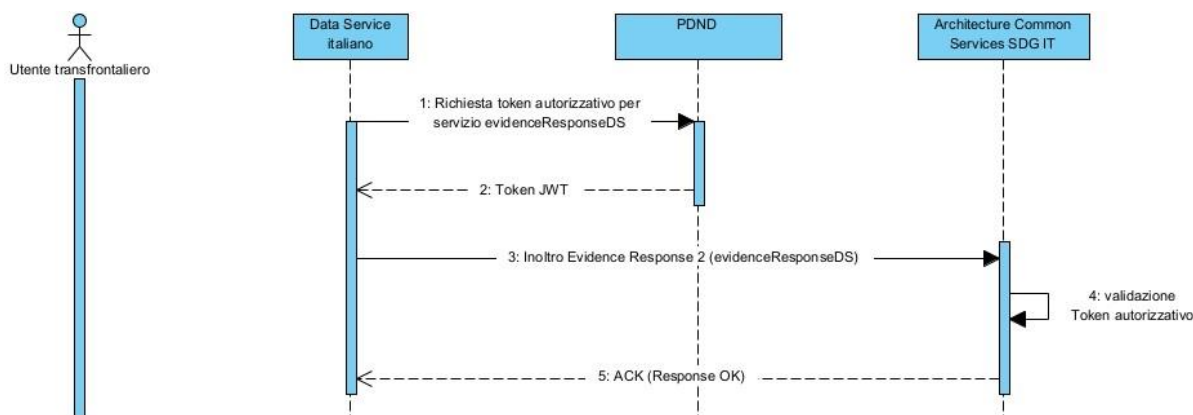 Utente transfrontaliero
Data Service
italiano
PDND
Architecture Common
Services SDG IT
1: Richiesta token autorizzativo per
servizio evidenceResponseDS
2: Token JWT
3: Inoltro Evidence Response 2 (evidenceResponseDS)
4: validazione
Token autorizzativo
5: ACK (Response OK)